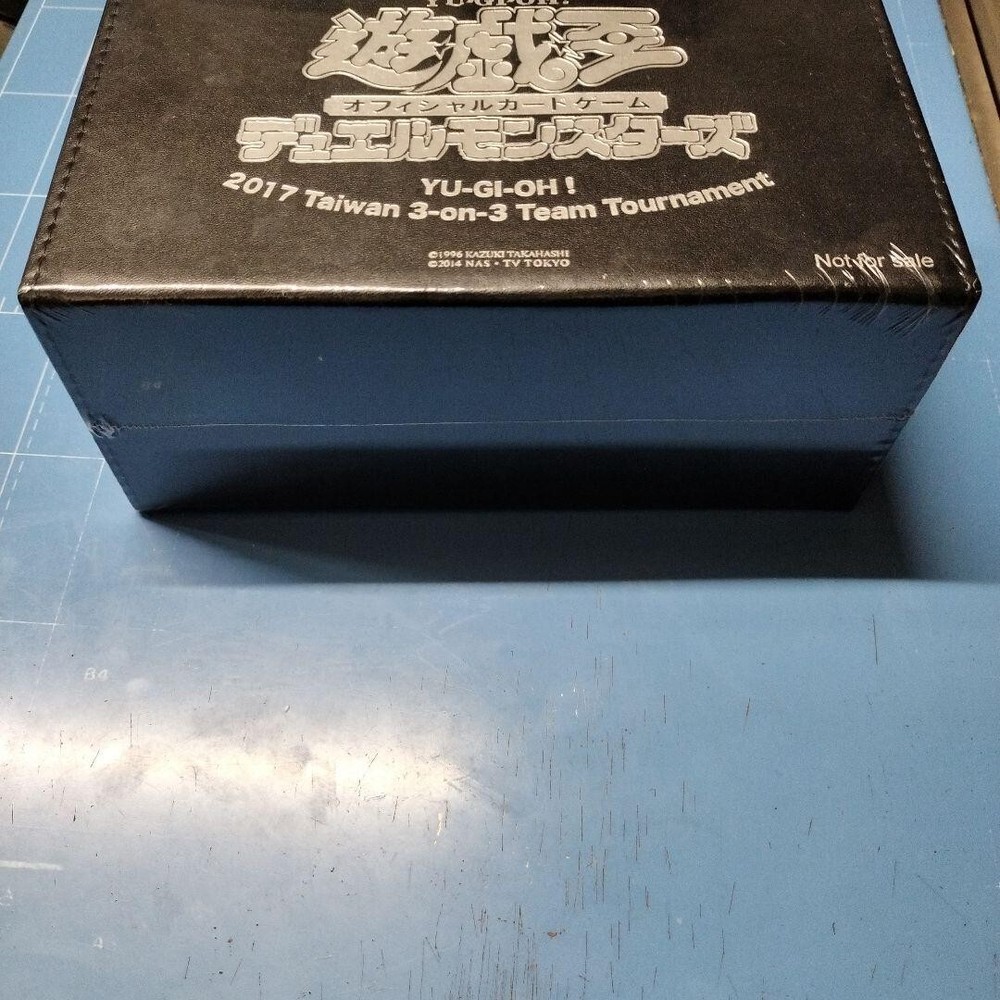 YU-GI-OH!
遊戯王
オフィシャルカードゲーム
デュエルモンスターズ
YU-GI-OH !
2017 Taiwan 3-on-3 Team Tournament
©1996 KAZUKI TAKAHASHI
©2014 NAS・TV TOKYO
Not for sale
B4